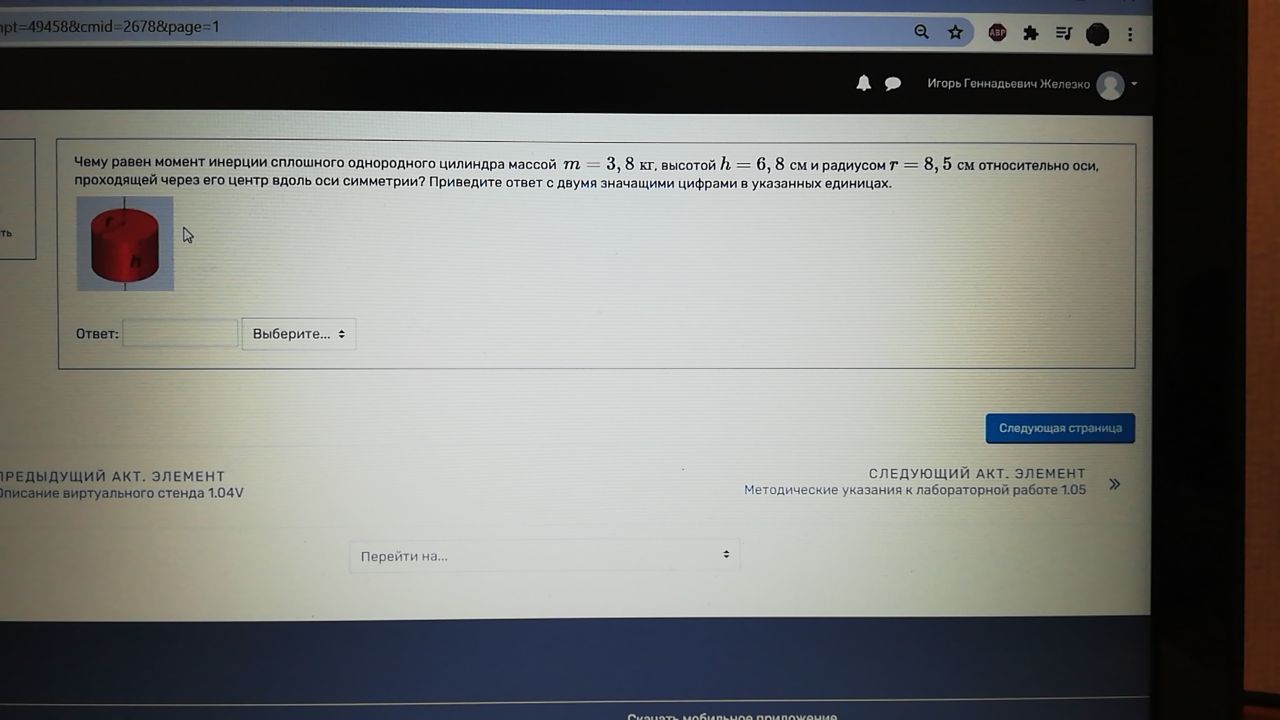 npt=49458&cmid=2678&page=1
ABP
Игорь Геннадьевич Железко
Чему равен момент инерции сплошного однородного цилиндра массой m = 3, 8 кг, высотой h = 6, 8 см и радиусом r = 8, 5 см относительно оси,
проходящей через его центр вдоль оси симметрии? Приведите ответ с двумя значащими цифрами в указанных единицах.
ть
r
h
Ответ: Выберите...
Следующая страница
ПРЕДЫДУЩИЙ АКТ. ЭЛЕМЕНТ
Описание виртуального стенда 1.04V
СЛЕДУЮЩИЙ АКТ. ЭЛЕМЕНТ
Методические указания к лабораторной работе 1.05
Перейти на...
Скачать мобильное приложение